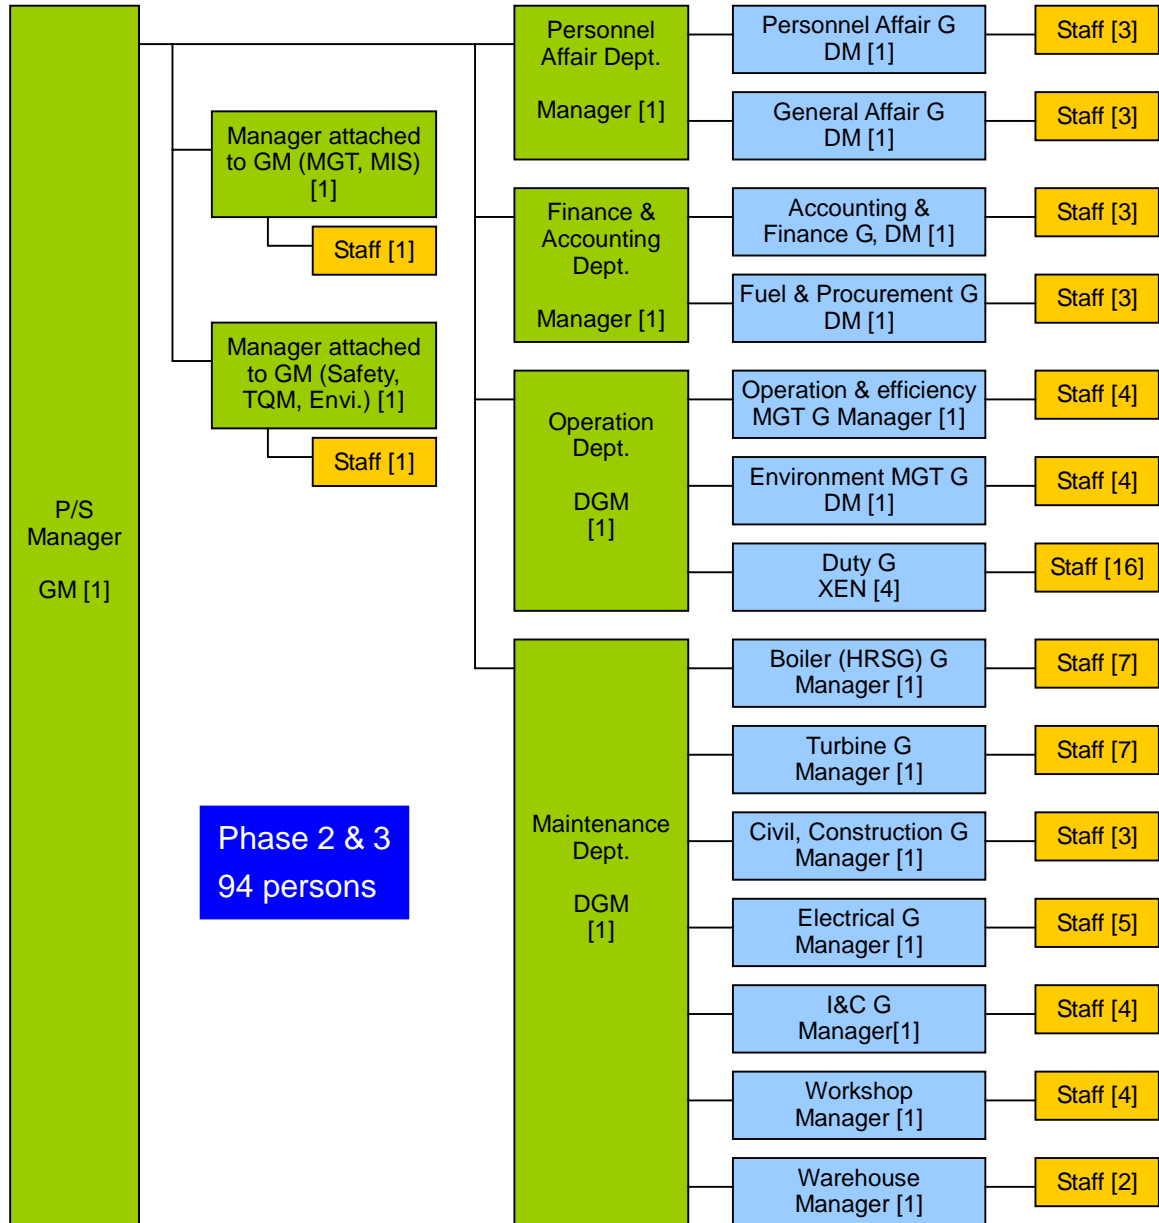 P/S
Manager
GM [1]
Manager attached
to GM (MGT, MIS)
[1]
Staff [1]
Manager attached
to GM (Safety,
TQM, Envi.) [1]
Staff [1]
Phase 2 & 3
94 persons
Personnel
Affair Dept.
Manager [1]
Personnel Affair G
DM [1]
Staff [3]
General Affair G
DM [1]
Staff [3]
Finance &
Accounting
Dept.
Manager [1]
Accounting &
Finance G, DM [1]
Staff [3]
Fuel & Procurement G
DM [1]
Staff [3]
Operation
Dept.
DGM
[1]
Operation & efficiency
MGT G Manager [1]
Staff [4]
Environment MGT G
DM [1]
Staff [4]
Duty G
XEN [4]
Staff [16]
Maintenance
Dept.
DGM
[1]
Boiler (HRSG) G
Manager [1]
Staff [7]
Turbine G
Manager [1]
Staff [7]
Civil, Construction G
Manager [1]
Staff [3]
Electrical G
Manager [1]
Staff [5]
I&C G
Manager[1]
Staff [4]
Workshop
Manager [1]
Staff [4]
Warehouse
Manager [1]
Staff [2]